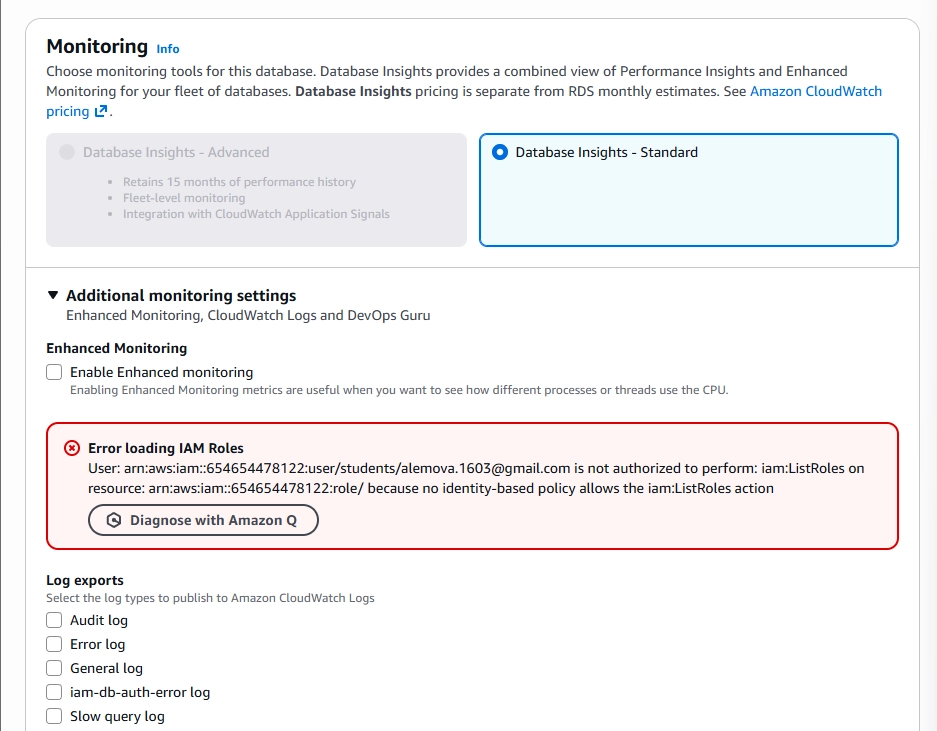 Monitoring Info
Choose monitoring tools for this database. Database Insights provides a combined view of Performance Insights and Enhanced
Monitoring for your fleet of databases. Database Insights pricing is separate from RDS monthly estimates. See Amazon CloudWatch
pricing.
Database Insights - Advanced
• Retains 15 months of performance history
• Fleet-level monitoring
• Integration with CloudWatch Application Signals
Database Insights - Standard
Additional monitoring settings
Enhanced Monitoring, CloudWatch Logs and DevOps Guru
Enhanced Monitoring
Enable Enhanced monitoring
Enabling Enhanced Monitoring metrics are useful when you want to see how different processes or threads use the CPU.
Error loading IAM Roles
User: arn:aws:iam::654654478122:user/students/alemova.1603@gmail.com is not authorized to perform: iam:ListRoles on
resource: arn:aws:iam::654654478122:role/ because no identity-based policy allows the iam:ListRoles action
Diagnose with Amazon Q
Log exports
Select the log types to publish to Amazon CloudWatch Logs
Audit log
Error log
General log
iam-db-auth-error log
Slow query log